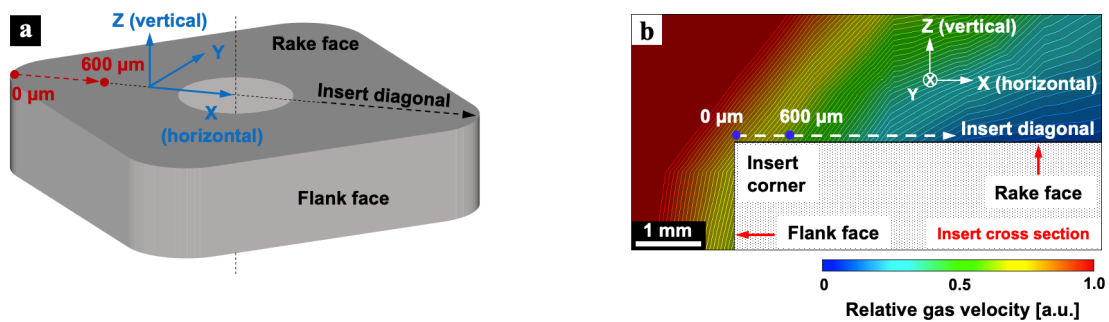 a
Z (vertical)
Y
Rake face
600 µm
0 µm
X
(horizontal)
Insert diagonal
Flank face
b
Z (vertical)
Y
X (horizontal)
0 µm
600 µm
Insert diagonal
Insert
corner
Rake face
1 mm
Flank face
Insert cross section
0
0.5
1.0
Relative gas velocity [a.u.]